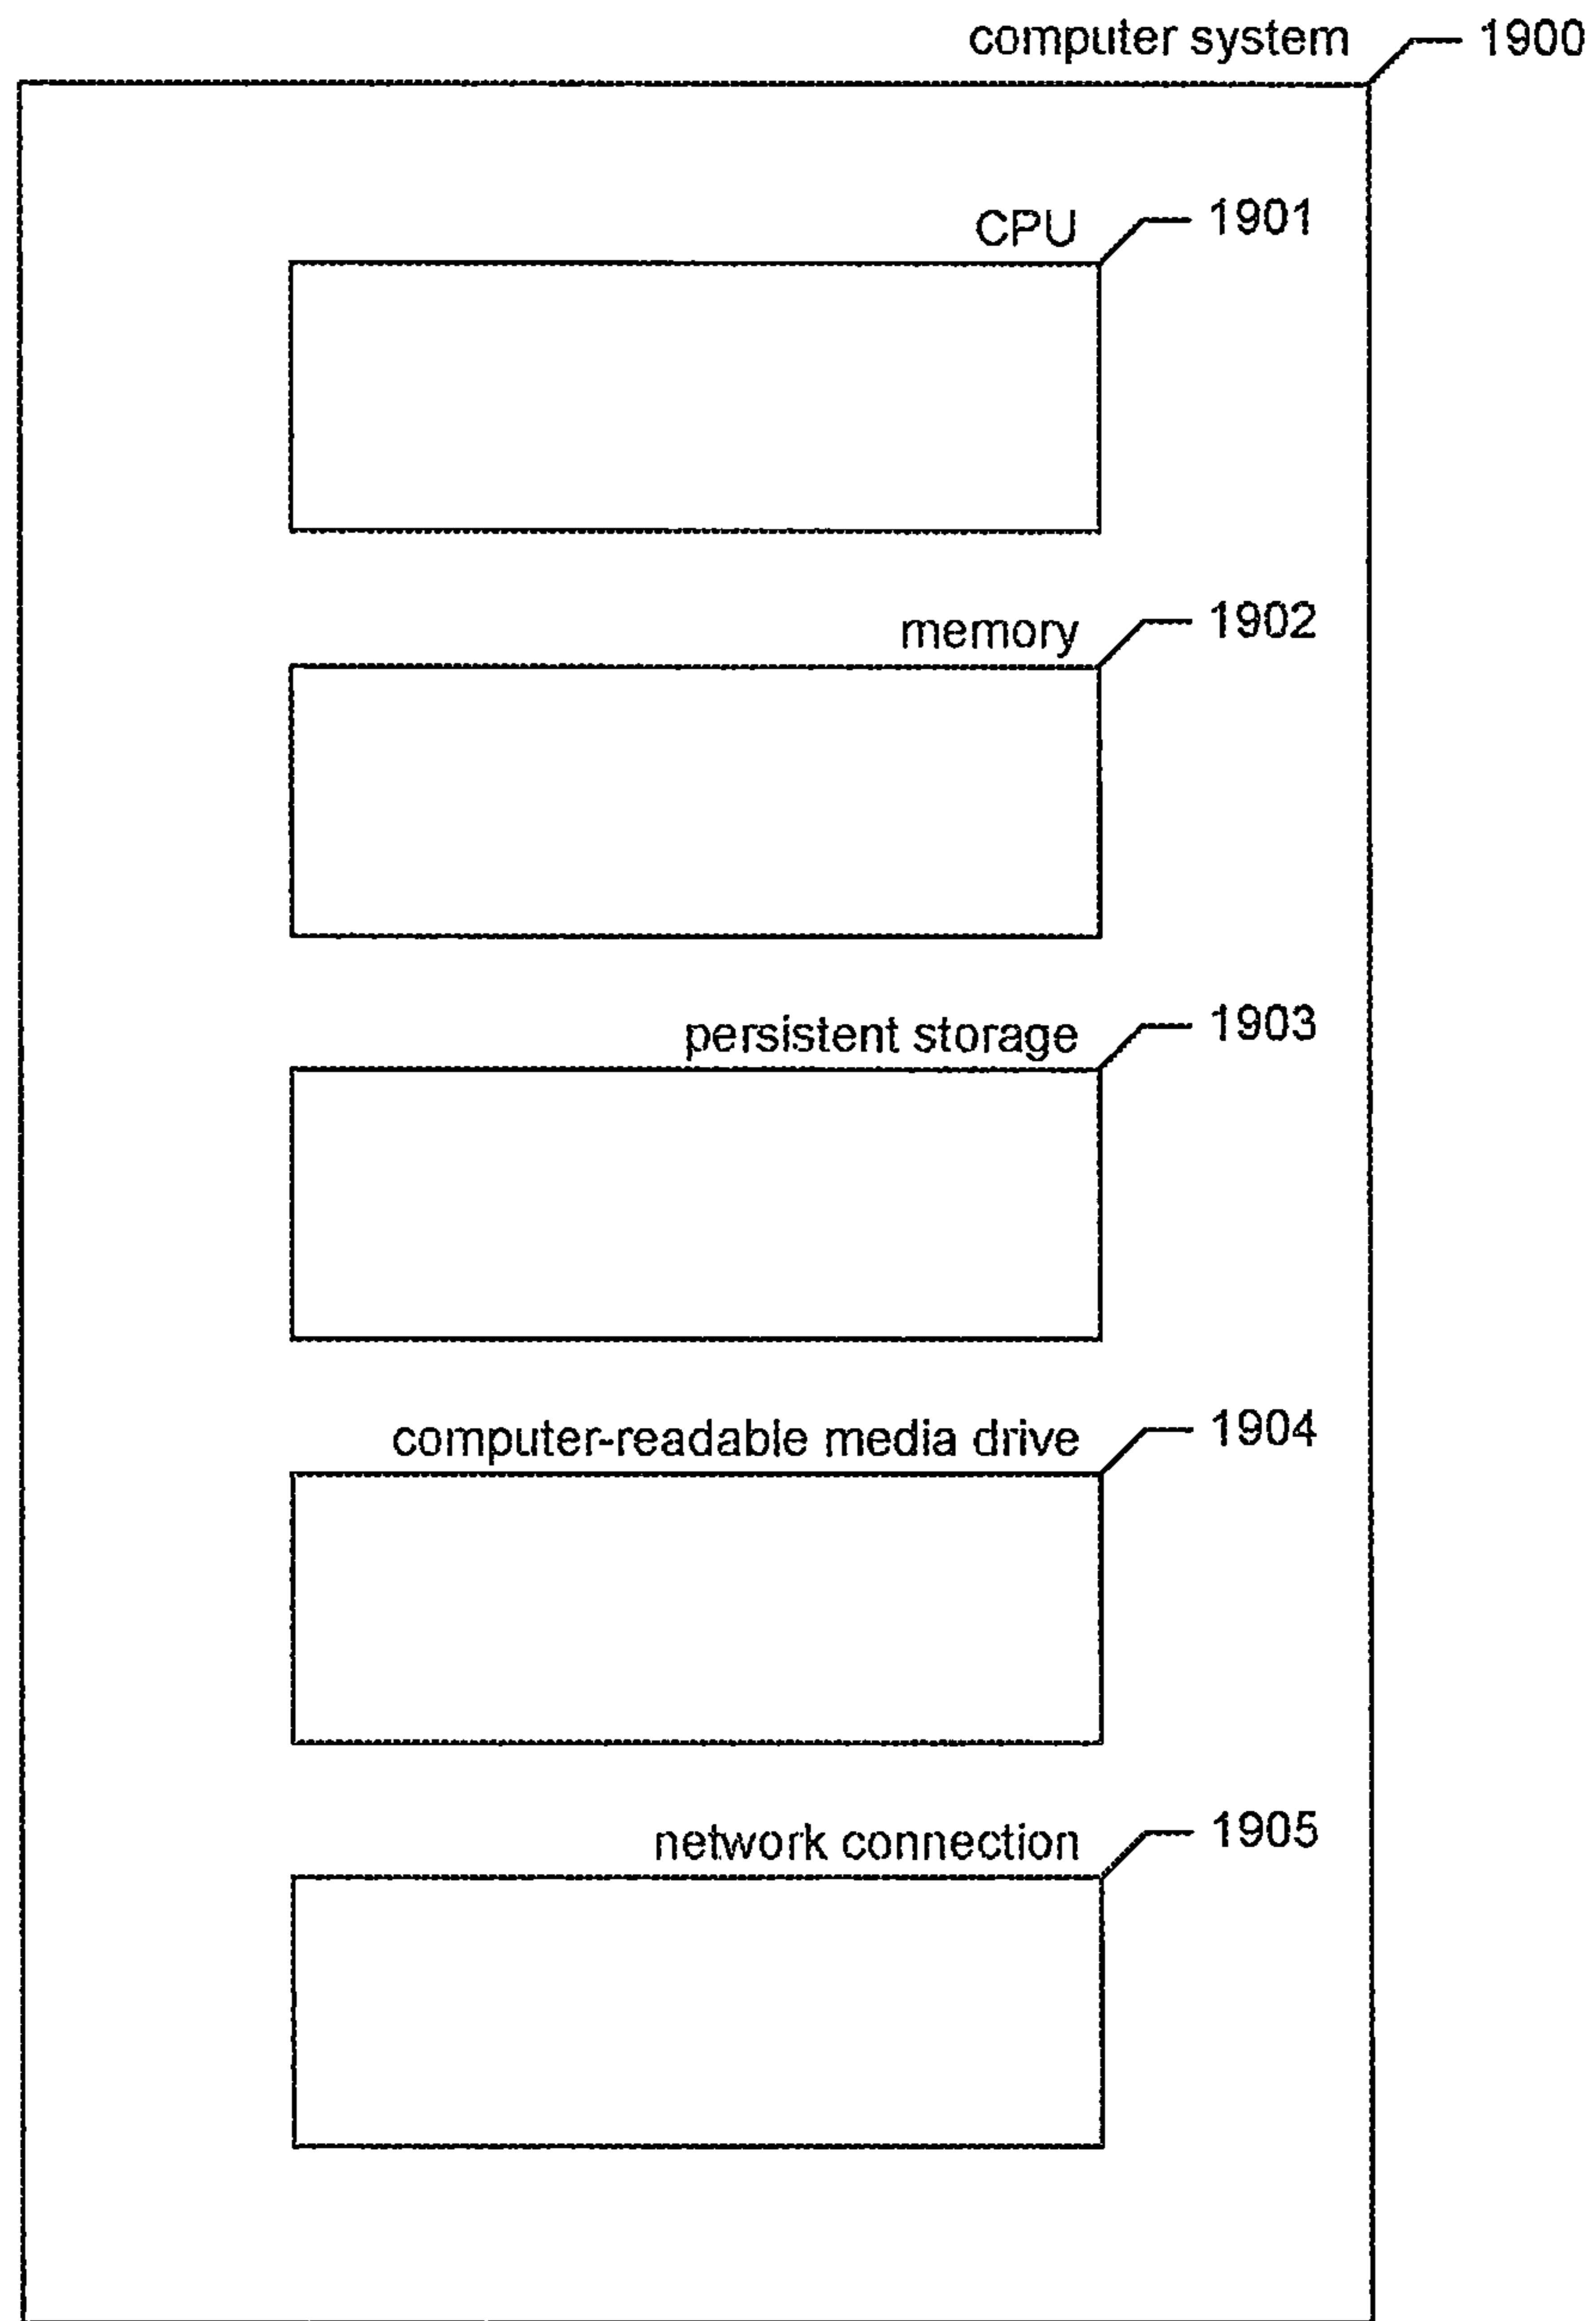 computer system 1900
CPU 1901
memory 1902
persistent storage 1903
computer-readable media drive 1904
network connection 1905